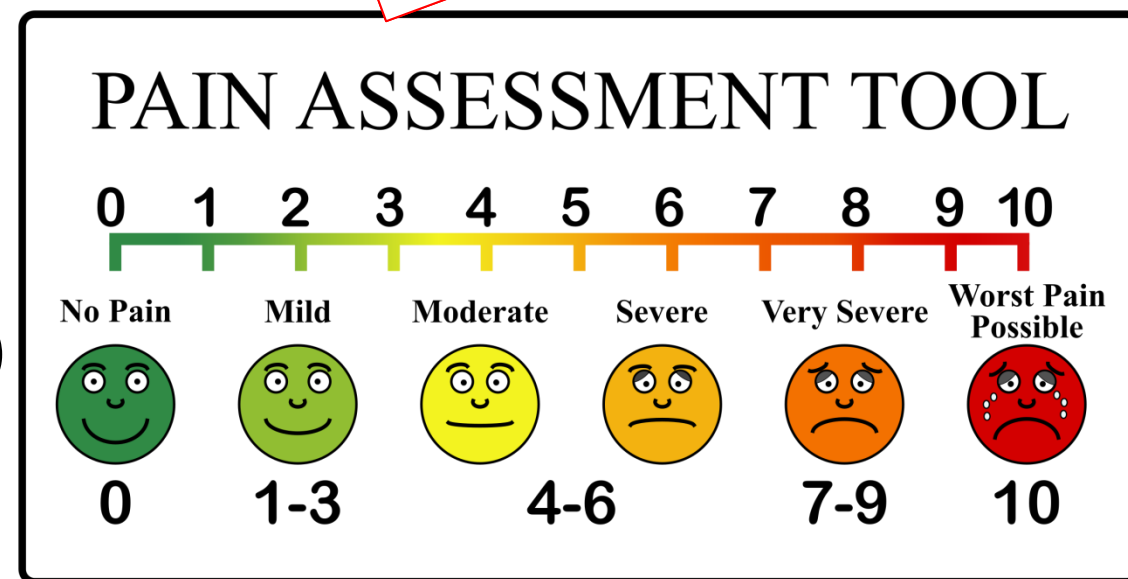 PAIN ASSESSMENT TOOL
0 1 2 3 4 5 6 7 8 9 10
No Pain Mild Moderate Severe Very Severe Worst Pain Possible
0 1-3 4-6 7-9 10